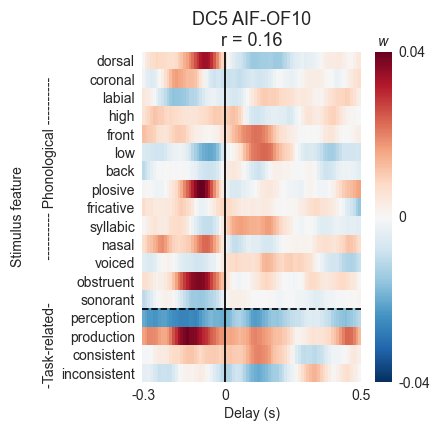 DC5 AIF-OF10
r = 0.16
w
dorsal
coronal
labial
high
front
low
back
plosive
fricative
syllabic
nasal
voiced
obstruent
sonorant
perception
production
consistent
inconsistent
Stimulus feature
-Task-related- ---------- Phonological ----------
0.04
0
-0.04
-0.3 0 0.5
Delay (s)